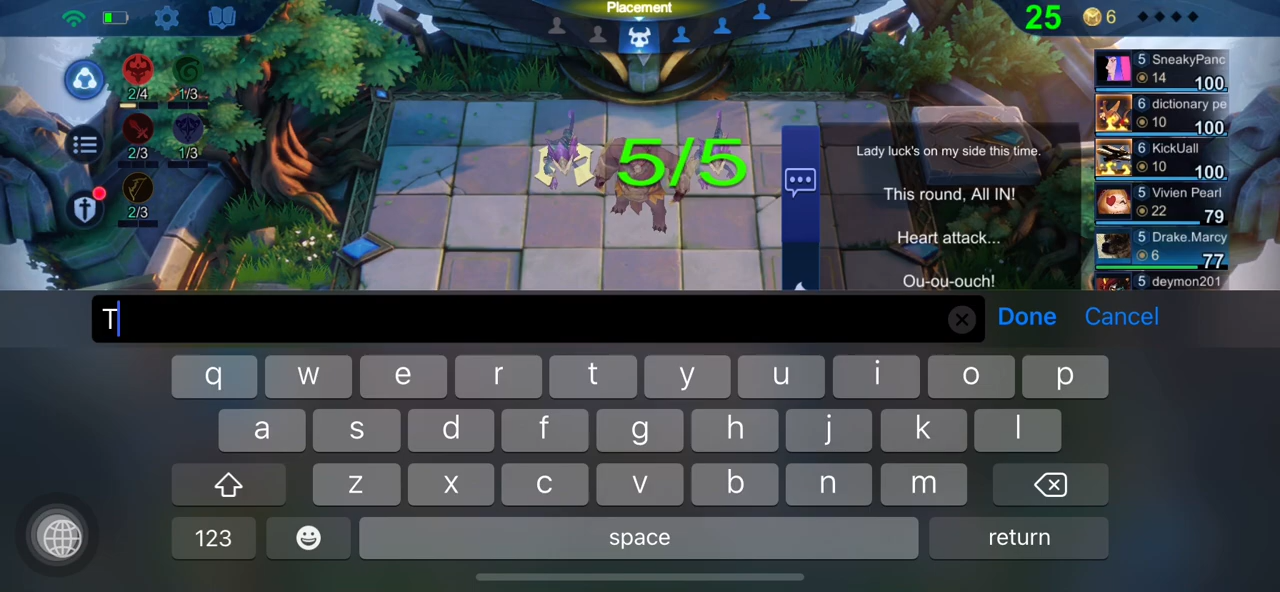 Placement
25
6
2/4
1/3
2/3
1/3
2/3
5/5
Lady luck's on my side this time.
This round, All IN!
Heart attack...
Ou-ou-ouch!
5 SneakyPanc
14
100
6 dictionary pe
10
100
6 KickUall
10
100
5 Vivien Pearl
22
79
5 Drake.Marcy
6
77
5 deymon201
T
Done
Cancel
q w e r t y u i o p
a s d f g h j k l
z x c v b n m
123
space
return